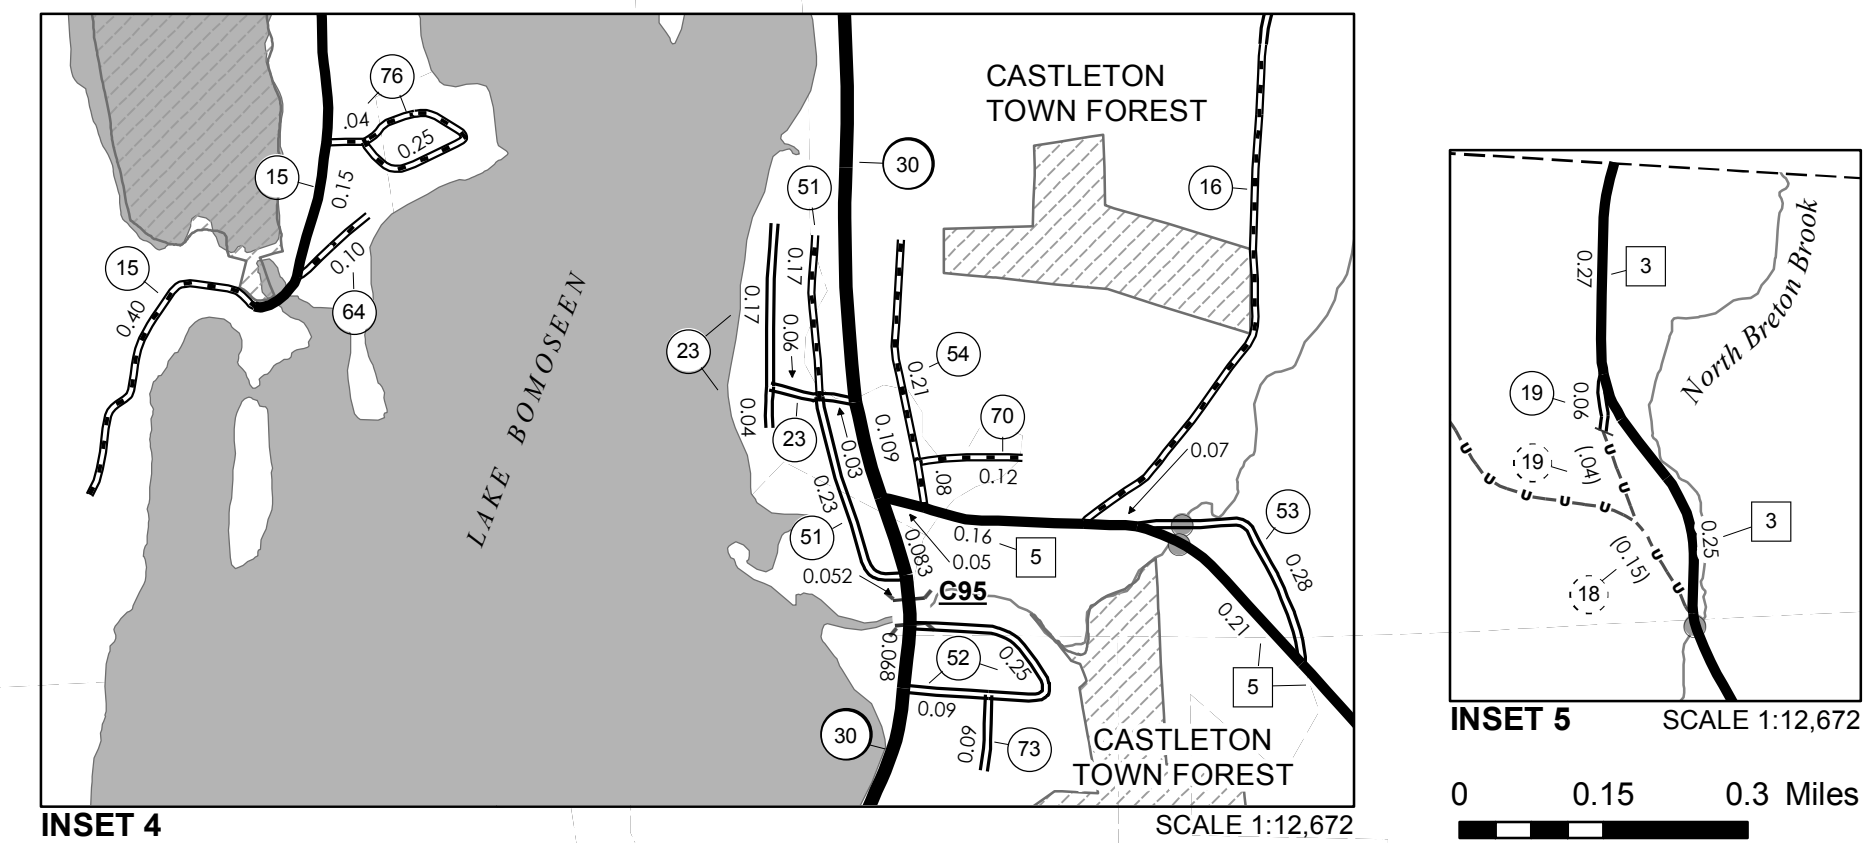 76
.04
0.25
15
0.15
0.10
15
0.40
64
LAKE BOMOSEEN
CASTLETON
TOWN FOREST
30
51
16
0.17
0.17
0.06
23
0.04
23
0.03
0.109
0.21
54
70
.08
0.12
0.07
0.23
51
0.083
0.16
0.05
5
53
0.28
0.052
C95
0.21
0.068
52
0.25
0.09
0.09
73
5
30
CASTLETON
TOWN FOREST
INSET 4
SCALE 1:12,672
0.27
3
North Breton Brook
19
0.06
19
(.04)
U
U
U
U
U
U
U
U
U
0.25
3
(0.15)
18
INSET 5
SCALE 1:12,672
0 0.15 0.3 Miles